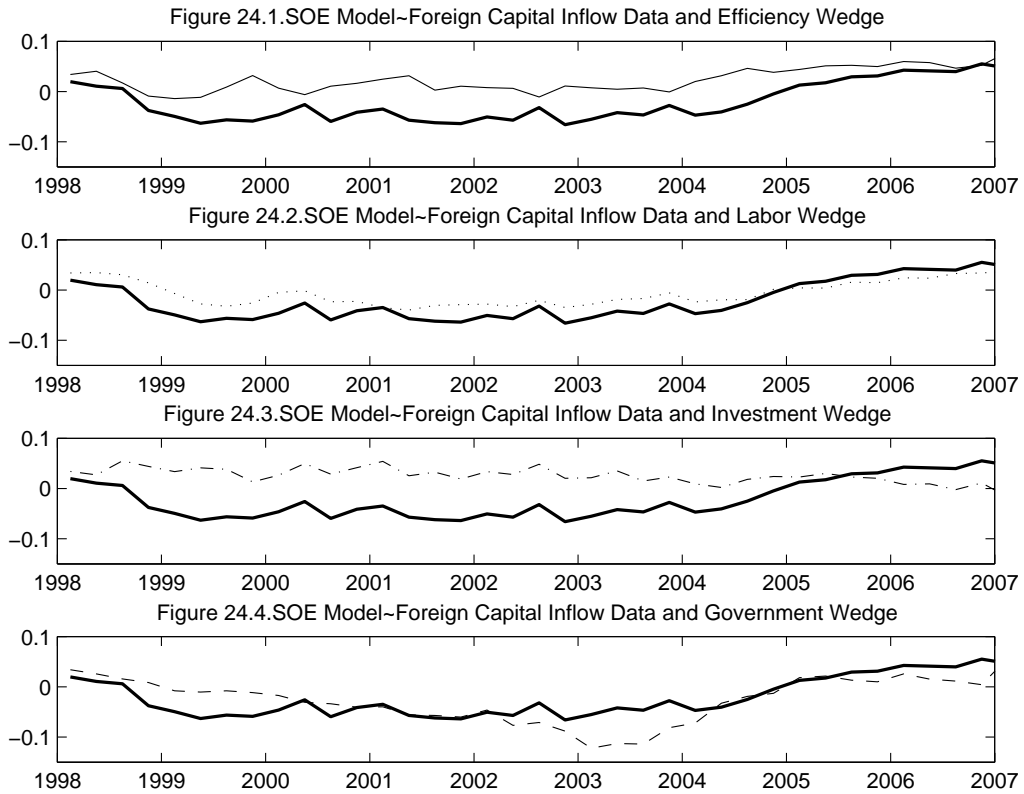 Figure 24.1.SOE Model~Foreign Capital Inflow Data and Efficiency Wedge
0.1
0
−0.1
1998 1999 2000 2001 2002 2003 2004 2005 2006 2007
Figure 24.2.SOE Model~Foreign Capital Inflow Data and Labor Wedge
0.1
0
−0.1
1998 1999 2000 2001 2002 2003 2004 2005 2006 2007
Figure 24.3.SOE Model~Foreign Capital Inflow Data and Investment Wedge
0.1
0
−0.1
1998 1999 2000 2001 2002 2003 2004 2005 2006 2007
Figure 24.4.SOE Model~Foreign Capital Inflow Data and Government Wedge
0.1
0
−0.1
1998 1999 2000 2001 2002 2003 2004 2005 2006 2007